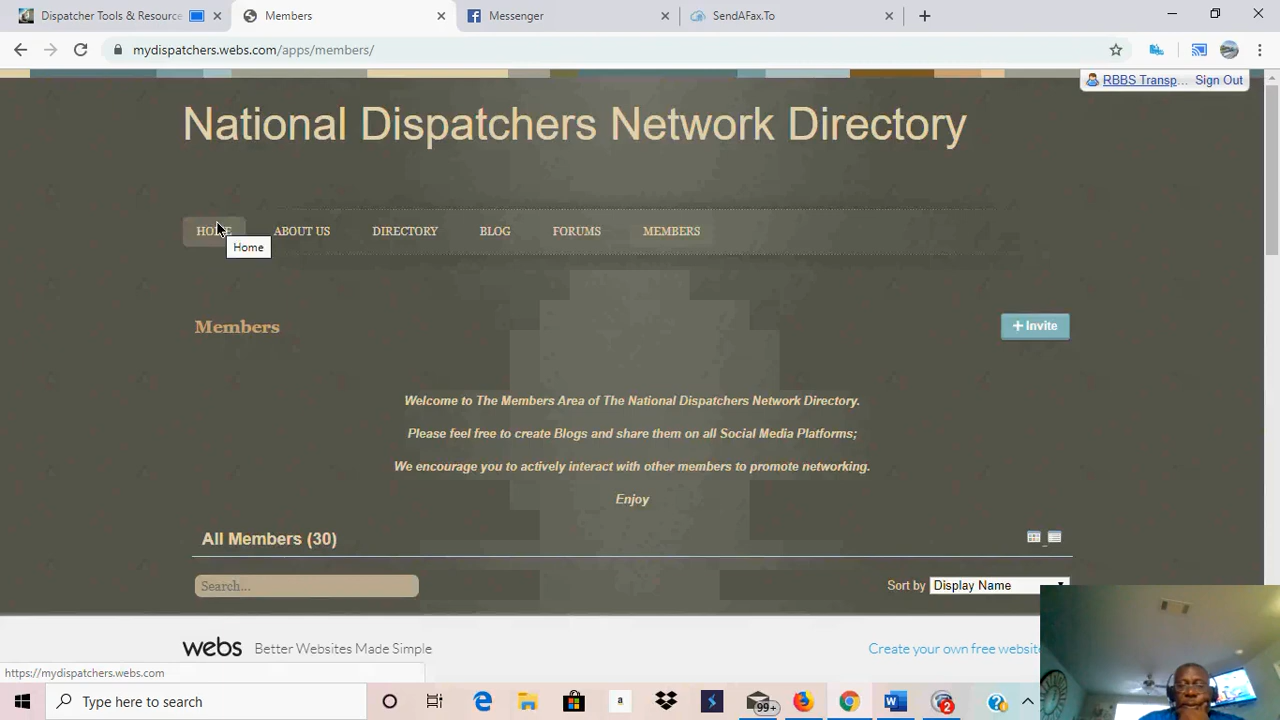 Dispatcher Tools & Resource
Members
Messenger
SendAFax.To
mydispatchers.webs.com/apps/members/
RBBS Transp... Sign Out
National Dispatchers Network Directory
HOME ABOUT US DIRECTORY BLOG FORUMS MEMBERS
Home
Members
+ Invite
Welcome to The Members Area of The National Dispatchers Network Directory.
Please feel free to create Blogs and share them on all Social Media Platforms;
We encourage you to actively interact with other members to promote networking.
Enjoy
All Members (30)
Search...
Sort by Display Name
webs Better Websites Made Simple
Create your own free website
https://mydispatchers.webs.com
Type here to search
a
99+
2